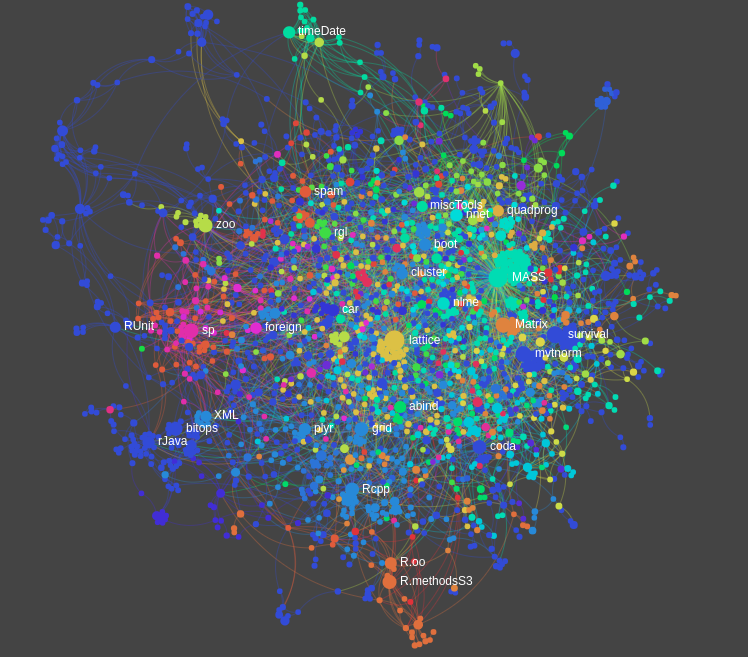 timeDate
spam
miscTools
nnet
quadprog
zoo
rgl
boot
cluster
MASS
car
nlme
RUnit
sp
foreign
Matrix
survival
lattice
mvtnorm
abind
XML
bitops
plyr
grid
rJava
coda
Rcpp
R.oo
R.methodsS3